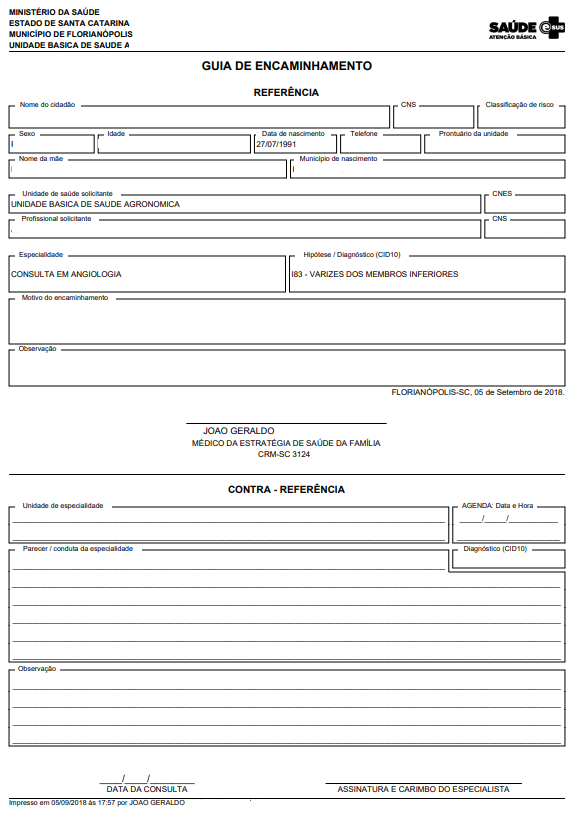 MINISTÉRIO DA SAÚDE
ESTADO DE SANTA CATARINA
MUNICÍPIO DE FLORIANÓPOLIS
UNIDADE BASICA DE SAUDE A
SAÚDE e SUS
ATENÇÃO BÁSICA
GUIA DE ENCAMINHAMENTO
REFERÊNCIA
Nome do cidadão CNS Classificação de risco
Sexo Idade Data de nascimento Telefone Prontuário da unidade
27/07/1991
Nome da mãe Município de nascimento
Unidade de saúde solicitante CNES
UNIDADE BASICA DE SAUDE AGRONOMICA
Profissional solicitante CNS
Especialidade Hipótese / Diagnóstico (CID10)
CONSULTA EM ANGIOLOGIA I83 - VARIZES DOS MEMBROS INFERIORES
Motivo do encaminhamento
Observação
FLORIANÓPOLIS-SC, 05 de Setembro de 2018.
JOAO GERALDO
MÉDICO DA ESTRATÉGIA DE SAÚDE DA FAMÍLIA
CRM-SC 3124
CONTRA - REFERÊNCIA
Unidade de especialidade AGENDA: Data e Hora
____/____/____
Parecer / conduta da especialidade Diagnóstico (CID10)
Observação
____/____/________
DATA DA CONSULTA ASSINATURA E CARIMBO DO ESPECIALISTA
Impresso em 05/09/2018 às 17:57 por JOAO GERALDO